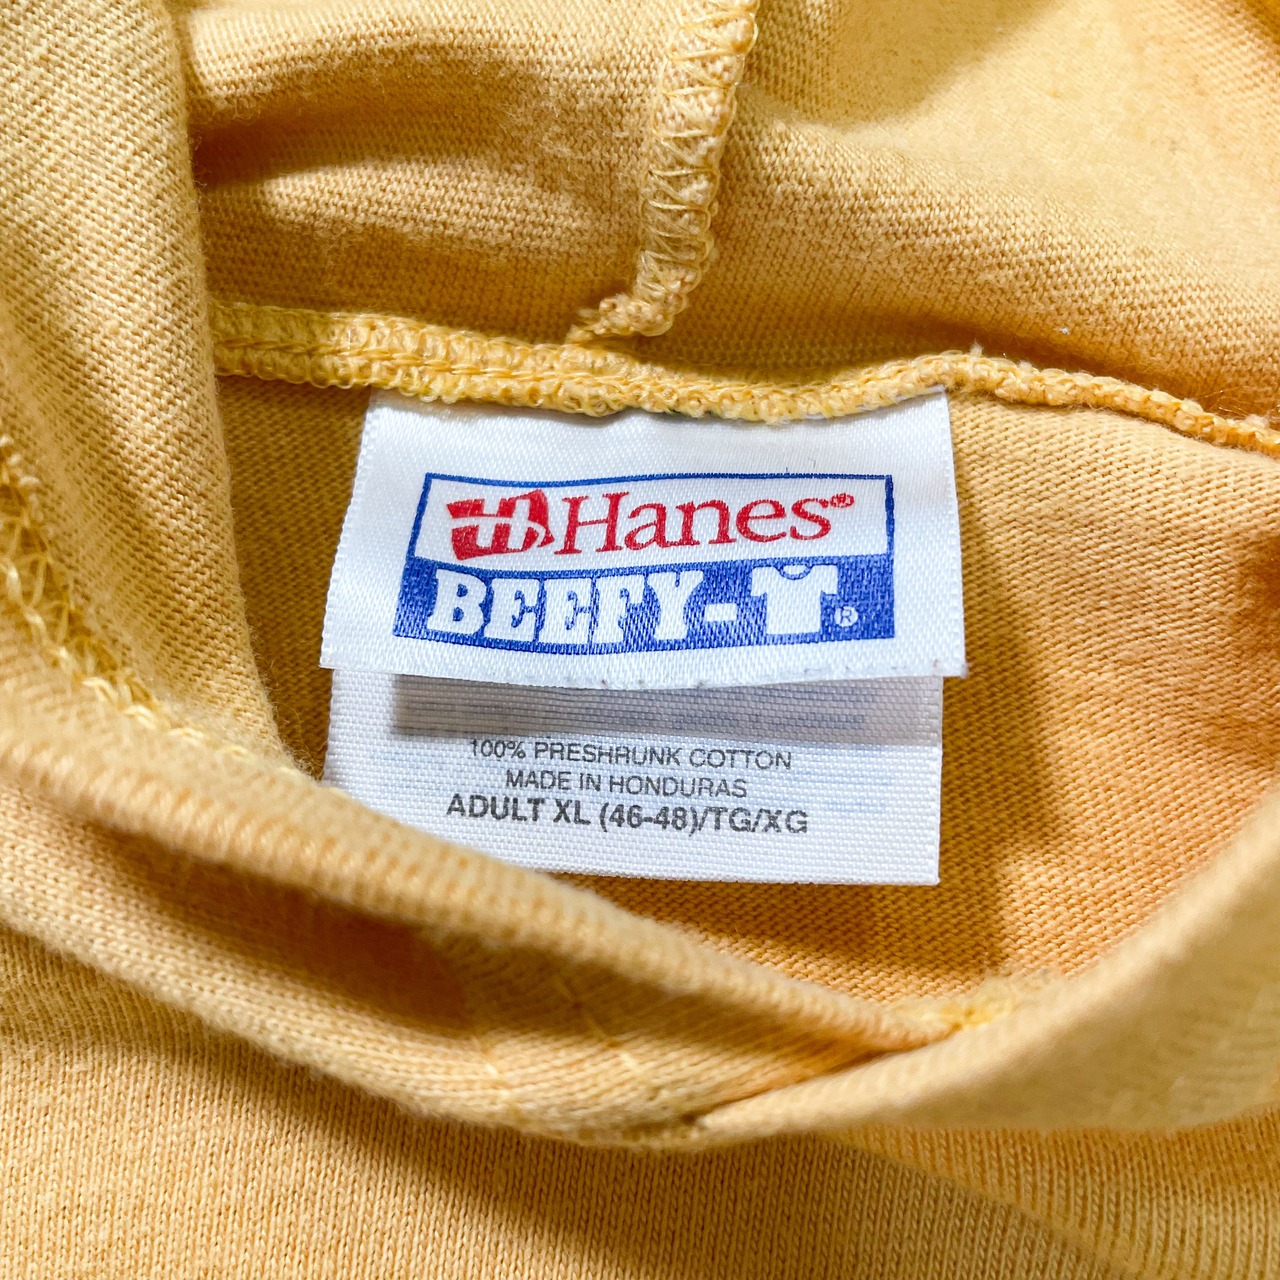 Hanes®
BEEFY-T®
100% PRESHRUNK COTTON
MADE IN HONDURAS
ADULT XL (46-48)/TG/XG